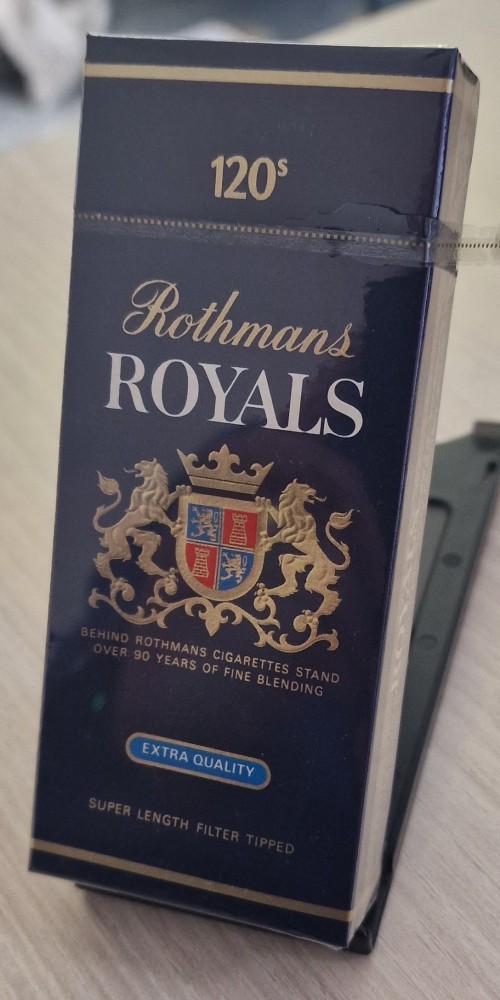 120s
Rothmans
ROYALS
BEHIND ROTHMANS CIGARETTES STAND
OVER 90 YEARS OF FINE BLENDING
EXTRA QUALITY
SUPER LENGTH FILTER TIPPED